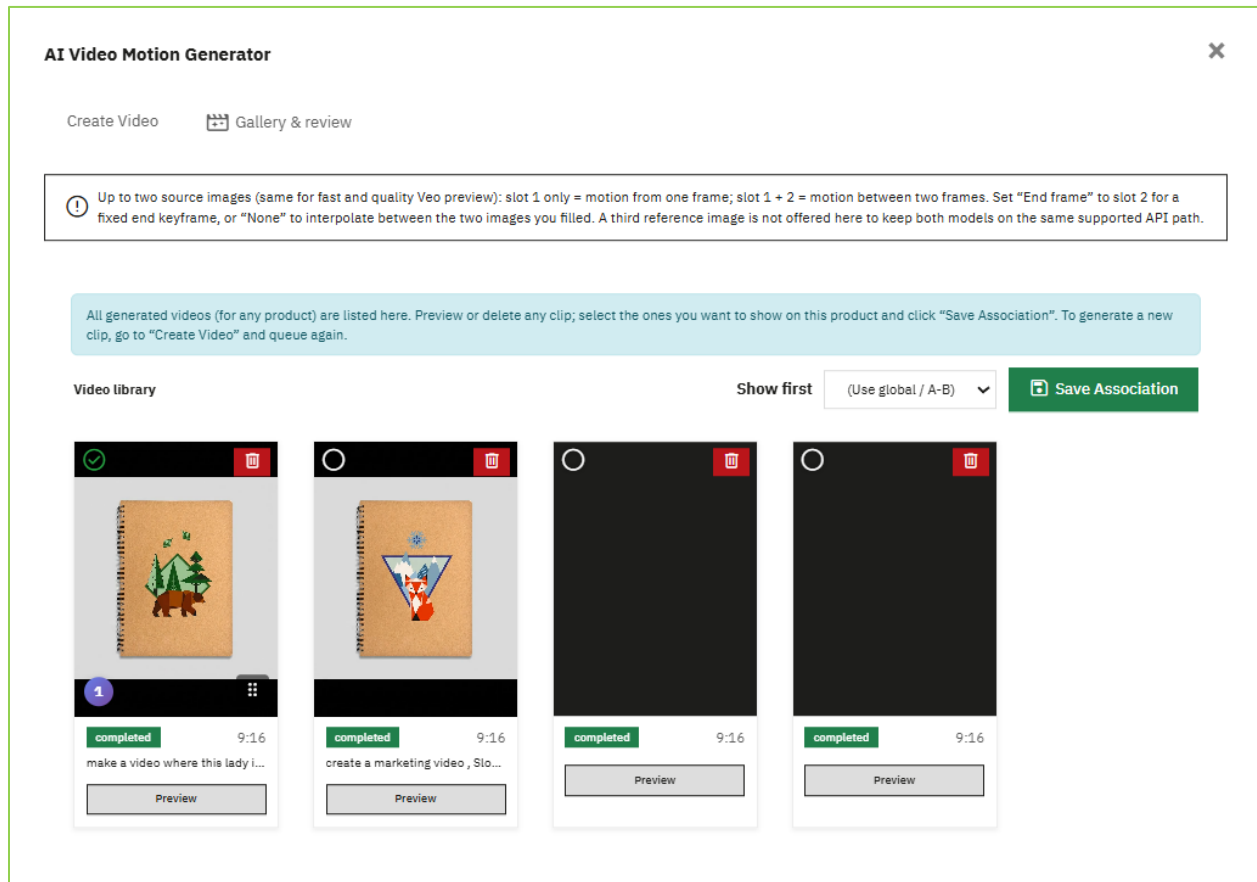 AI Video Motion Generator
Create Video
Gallery & review
Up to two source images (same for fast and quality Veo preview): slot 1 only = motion from one frame; slot 1 + 2 = motion between two frames. Set “End frame” to slot 2 for a
fixed end keyframe, or “None” to interpolate between the two images you filled. A third reference image is not offered here to keep both models on the same supported API path.
All generated videos (for any product) are listed here. Preview or delete any clip; select the ones you want to show on this product and click “Save Association”. To generate a new
clip, go to “Create Video” and queue again.
Video library
Show first
(Use global / A-B)
Save Association
1
completed
9:16
make a video where this lady i...
Preview
completed
9:16
create a marketing video , Slo...
Preview
completed
9:16
Preview
completed
9:16
Preview